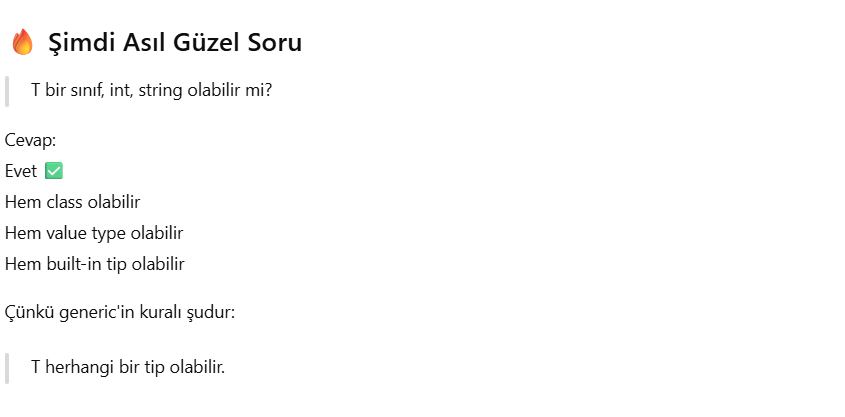 🔥 Şimdi Asıl Güzel Soru
T bir sınıf, int, string olabilir mi?
Cevap:
Evet ✅
Hem class olabilir
Hem value type olabilir
Hem built-in tip olabilir
Çünkü generic'in kuralı şudur:
T herhangi bir tip olabilir.